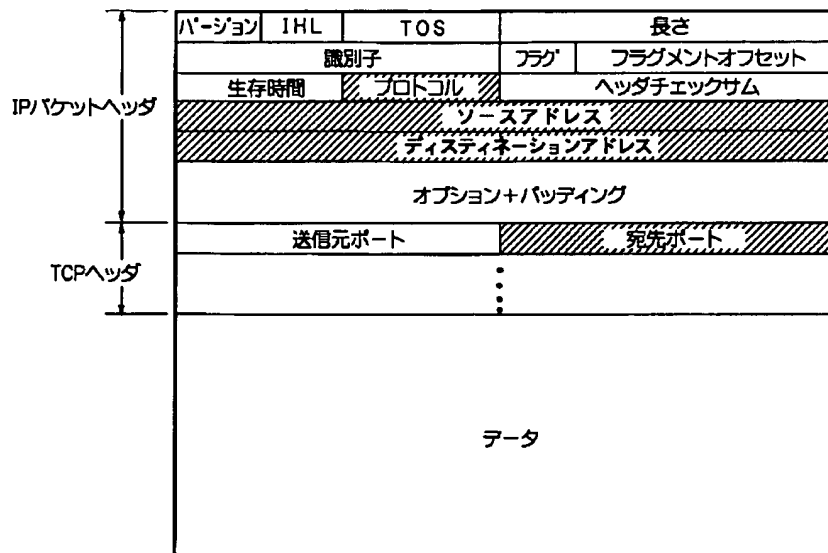 バージョン IHL TOS 長さ
識別子 フラグ フラグメントオフセット
生存時間 プロトコル ヘッダチェックサム
IPパケットヘッダ
ソースアドレス
ディスティネーションアドレス
オプション+パッディング
送信元ポート 宛先ポート
TCPヘッダ
データ